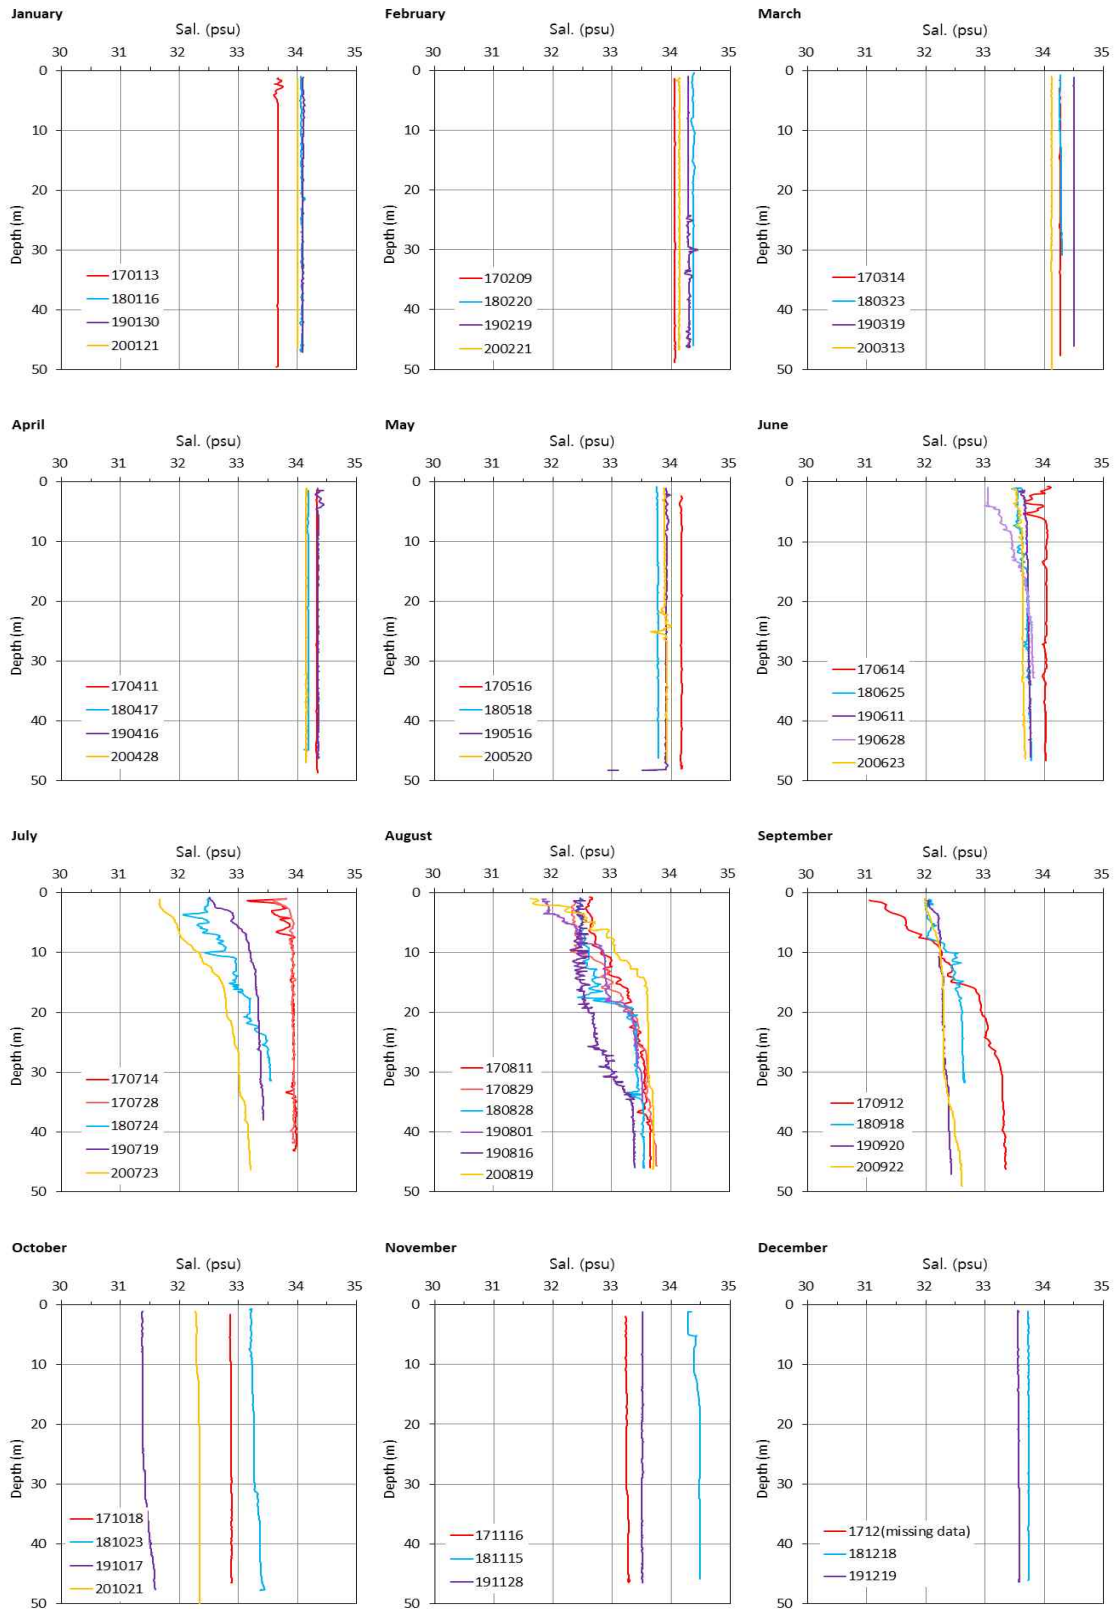 January
February
March
Sal. (psu)
Sal. (psu)
Sal. (psu)
30 31 32 33 34 35
30 31 32 33 34 35
30 31 32 33 34 35
0
10
20
30
40
50
Depth (m)
170113
180116
190130
200121
0
10
20
30
40
50
Depth (m)
170209
180220
190219
200221
0
10
20
30
40
50
Depth (m)
170314
180323
190319
200313
April
May
June
Sal. (psu)
Sal. (psu)
Sal. (psu)
30 31 32 33 34 35
30 31 32 33 34 35
30 31 32 33 34 35
0
10
20
30
40
50
Depth (m)
170411
180417
190416
200428
0
10
20
30
40
50
Depth (m)
170516
180518
190516
200520
0
10
20
30
40
50
Depth (m)
170614
180625
190611
190628
200623
July
August
September
Sal. (psu)
Sal. (psu)
Sal. (psu)
30 31 32 33 34 35
30 31 32 33 34 35
30 31 32 33 34 35
0
10
20
30
40
50
Depth (m)
170714
170728
180724
190719
200723
0
10
20
30
40
50
Depth (m)
170811
170829
180828
190801
190816
200819
0
10
20
30
40
50
Depth (m)
170912
180918
190920
200922
October
November
December
Sal. (psu)
Sal. (psu)
Sal. (psu)
30 31 32 33 34 35
30 31 32 33 34 35
30 31 32 33 34 35
0
10
20
30
40
50
Depth (m)
171018
181023
191017
201021
0
10
20
30
40
50
Depth (m)
171116
181115
191128
0
10
20
30
40
50
Depth (m)
1712(missing data)
181218
191219